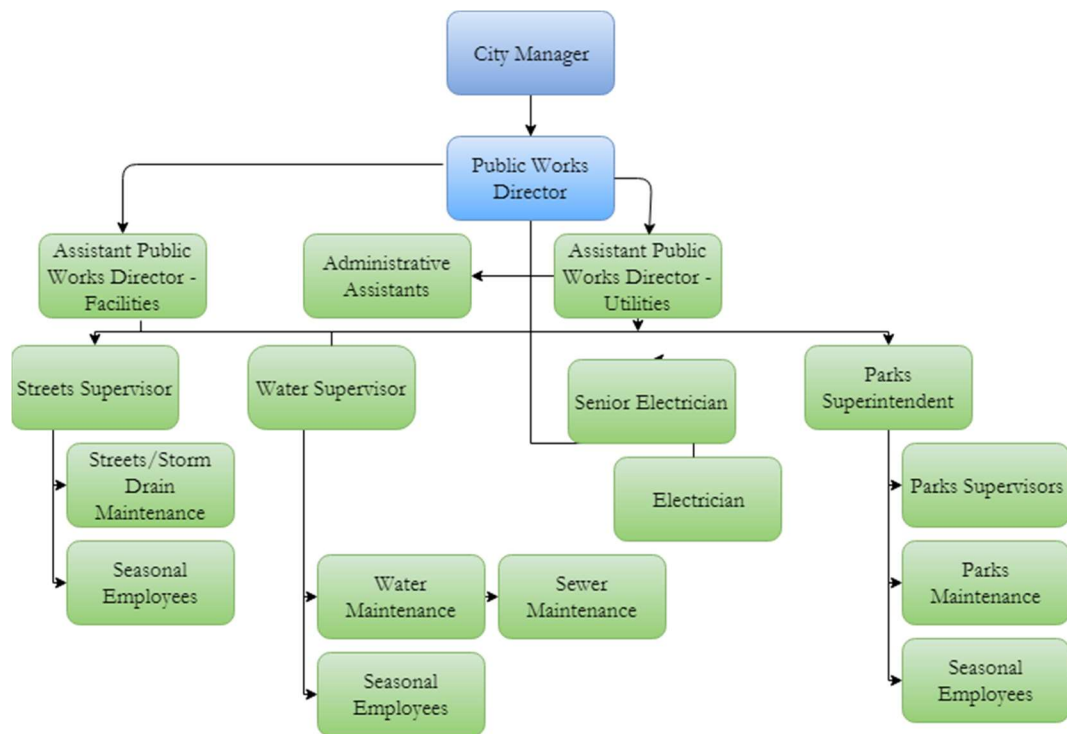 City Manager
Public Works
Director
Assistant Public
Works Director -
Facilities
Administrative
Assistants
Assistant Public
Works Director -
Utilities
Streets Supervisor
Water Supervisor
Senior Electrician
Parks
Superintendent
Streets/Storm
Drain
Maintenance
Electrician
Parks Supervisors
Seasonal
Employees
Water
Maintenance
Sewer
Maintenance
Parks
Maintenance
Seasonal
Employees
Seasonal
Employees